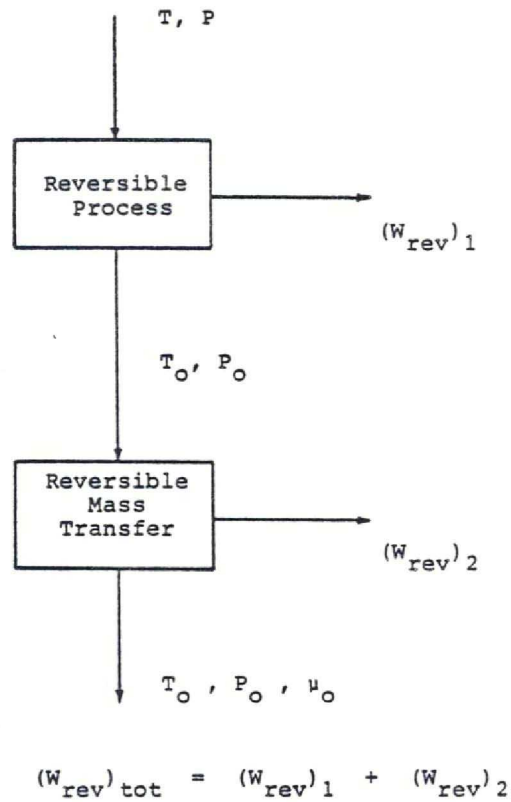 T, P
Reversible
Process
(W_rev)_1
T_o, P_o
Reversible
Mass
Transfer
(W_rev)_2
T_o , P_o , μ_o
(W_rev)_tot = (W_rev)_1 + (W_rev)_2